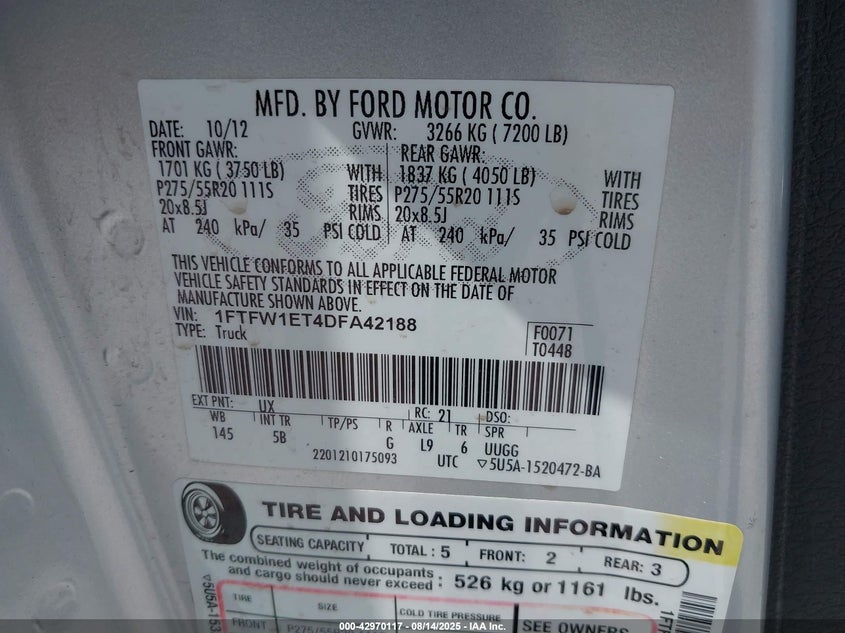 MFD. BY FORD MOTOR CO.
DATE: 10/12 GVWR: 3266 KG ( 7200 LB)
FRONT GAWR: REAR GAWR:
1701 KG ( 3750 LB) WITH 1837 KG ( 4050 LB) WITH
P275/55R20 111S TIRES P275/55R20 111S TIRES
20x8.5J RIMS 20x8.5J RIMS
AT 240 kPa/ 35 PSI COLD AT 240 kPa/ 35 PSI COLD
THIS VEHICLE CONFORMS TO ALL APPLICABLE FEDERAL MOTOR
VEHICLE SAFETY STANDARDS IN EFFECT ON THE DATE OF
MANUFACTURE SHOWN ABOVE.
VIN: 1FTFW1ET4DFA42188
TYPE: Truck
F0071
T0448
EXT PNT: UX RC: 21 DSO:
WB INT TR TP/PS R AXLE TR SPR
145 5B G L9 6 UUGG
2201210175093 UTC ▽5U5A-1520472-BA
TIRE AND LOADING INFORMATION
SEATING CAPACITY TOTAL : 5 FRONT: 2 REAR: 3
The combined weight of occupants
and cargo should never exceed : 526 kg or 1161 lbs.
TIRE SIZE COLD TIRE PRESSURE SEE OWNERS
FRONT
000-42970117 - 08/14/2025 - IAA Inc.